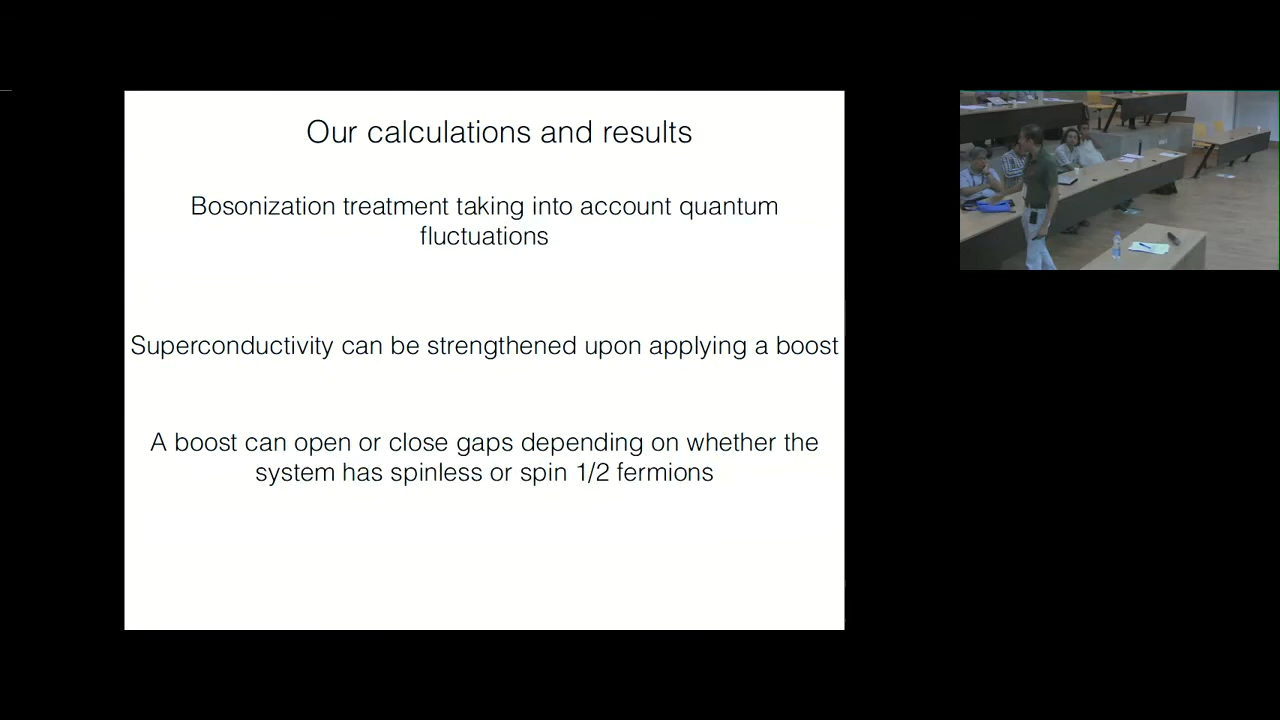 Our calculations and results
Bosonization treatment taking into account quantum
fluctuations
Superconductivity can be strengthened upon applying a boost
A boost can open or close gaps depending on whether the
system has spinless or spin 1/2 fermions